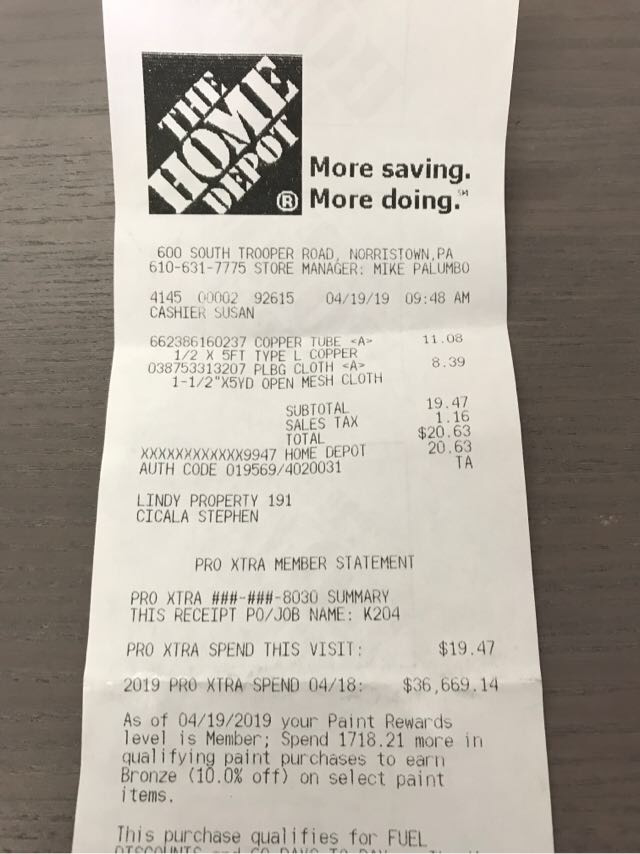 THE HOME DEPOT ®
More saving.
More doing.℠
600 SOUTH TROOPER ROAD, NORRISTOWN,PA
610-631-7775 STORE MANAGER: MIKE PALUMBO
4145 00002 92615 04/19/19 09:48 AM
CASHIER SUSAN
662386160237 COPPER TUBE <A> 11.08
1/2 X 5FT TYPE L COPPER
038753313207 PLBG CLOTH <A> 8.39
1-1/2"X5YD OPEN MESH CLOTH
SUBTOTAL 19.47
SALES TAX 1.16
TOTAL $20.63
XXXXXXXXXXXX9947 HOME DEPOT 20.63
AUTH CODE 019569/4020031 TA
LINDY PROPERTY 191
CICALA STEPHEN
PRO XTRA MEMBER STATEMENT
PRO XTRA ###-###-8030 SUMMARY
THIS RECEIPT PO/JOB NAME: K204
PRO XTRA SPEND THIS VISIT: $19.47
2019 PRO XTRA SPEND 04/18: $36,669.14
As of 04/19/2019 your Paint Rewards
level is Member; Spend 1718.21 more in
qualifying paint purchases to earn
Bronze (10.0% off) on select paint
items.
This purchase qualifies for FUEL
DISCOUNTS and 60 DAYS TO